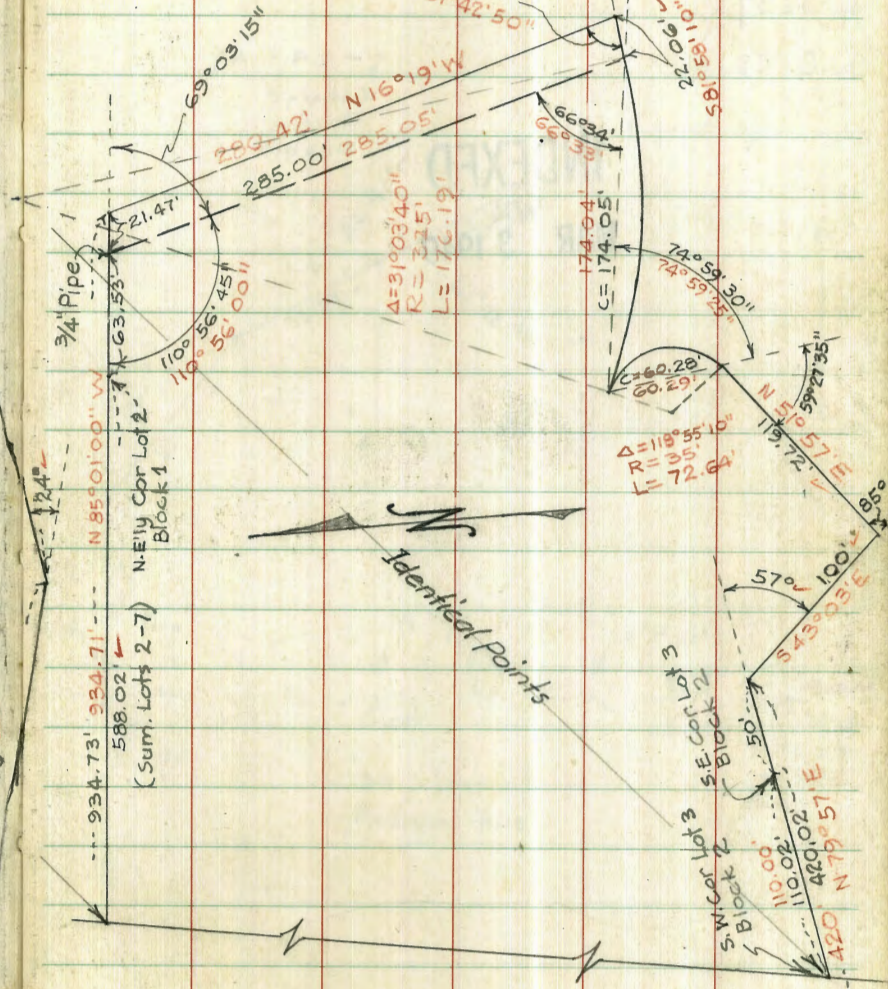 42'50"
22.06'
S81°58'10"
69°03'15"
N 16°19' W
280.42'
285.00' 285.05'
66°34'
66°33'
21.47'
1
3/4" Pipe
63.53'
110° 56' 45"
110° 56' 00"
Δ=31°03'40"
R=325'
L=176.19'
174.04'
C=174.05'
74°59'30"
74°59'25"
C=60.28'
60.29'
59°27'35"
N 51°57' E
119.72'
Δ=118°55'10"
R=35'
L=72.64'
85°
100'
S 43°03' E
57°
24"
N 85°01'00" W
934.73' 934.71'
588.02'
(Sum. Lots 2-7)
N.E'ly Cor Lot 2
Block 1
N
Identical Points
S.E. Cor Lot 3
Block 2
50'
S.W. Cor Lot 3
Block 2
110.00'
110.02'
420.02'
420' N 79°57' E